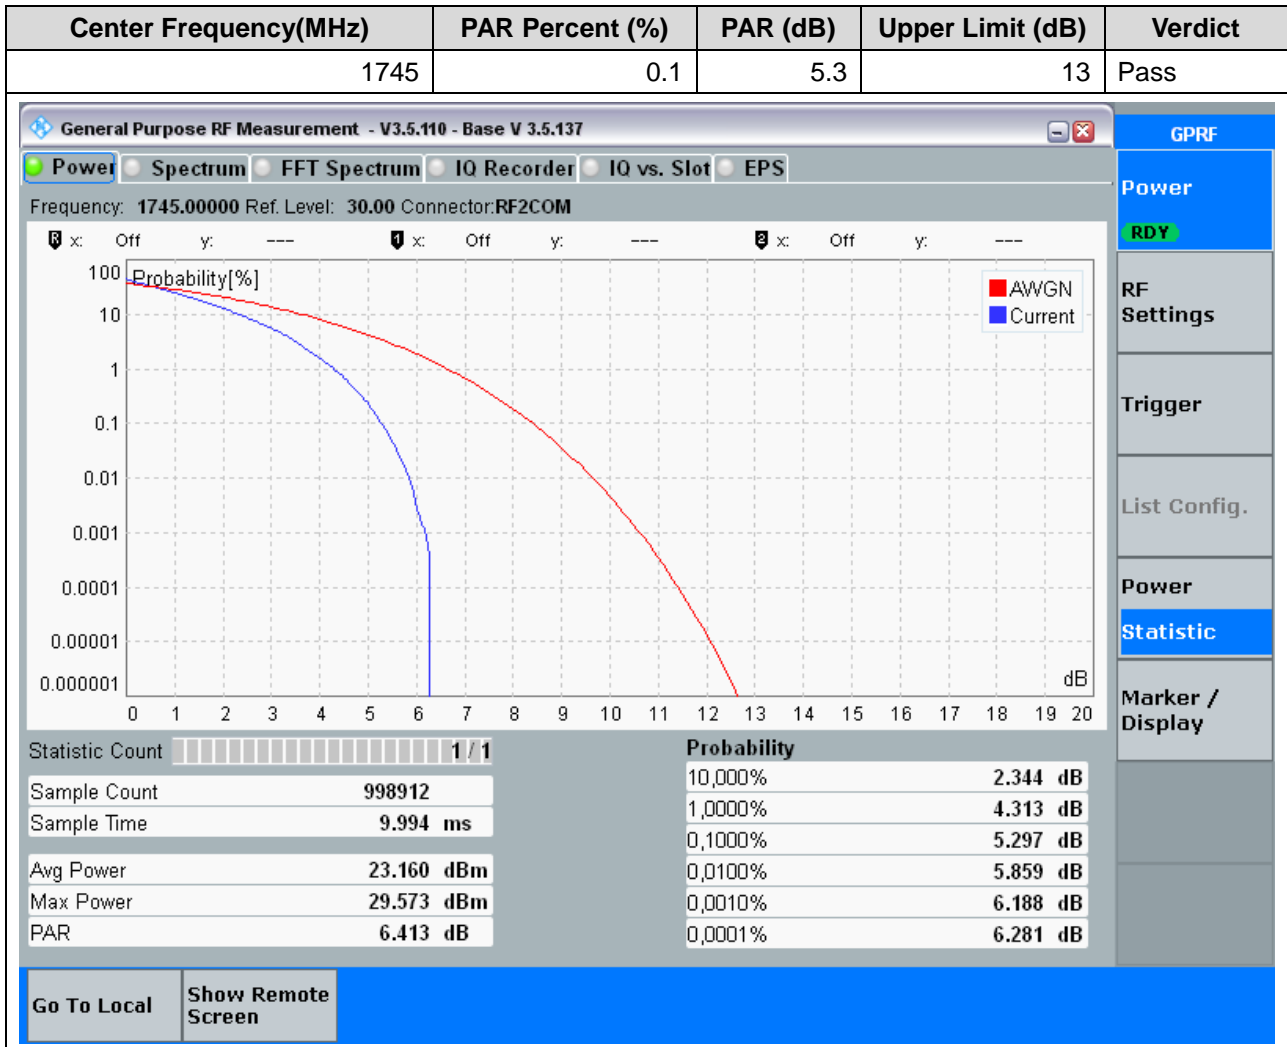 Center Frequency(MHz) PAR Percent (%) PAR (dB) Upper Limit (dB) Verdict
1745 0.1 5.3 13 Pass
General Purpose RF Measurement - V3.5.110 - Base V 3.5.137
GPRF
Power Spectrum FFT Spectrum IQ Recorder IQ vs. Slot EPS
Power
RDY
Frequency: 1745.00000 Ref. Level: 30.00 Connector:RF2COM
R x: Off y: --- 1 x: Off y: --- 2 x: Off y: ---
Probability[%]
AWGN
Current
100
10
1
0.1
0.01
0.001
0.0001
0.00001
0.000001
dB
0 1 2 3 4 5 6 7 8 9 10 11 12 13 14 15 16 17 18 19 20
RF
Settings
Trigger
List Config.
Power
Statistic
Marker /
Display
Statistic Count 1 / 1
Sample Count 998912
Sample Time 9.994 ms
Avg Power 23.160 dBm
Max Power 29.573 dBm
PAR 6.413 dB
Probability
10,000% 2.344 dB
1,0000% 4.313 dB
0,1000% 5.297 dB
0,0100% 5.859 dB
0,0010% 6.188 dB
0,0001% 6.281 dB
Go To Local
Show Remote
Screen